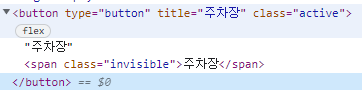 <button type="button" title="주차장" class="active">
flex
"주차장"
<span class="invisible">주차장</span>
</button> == $0